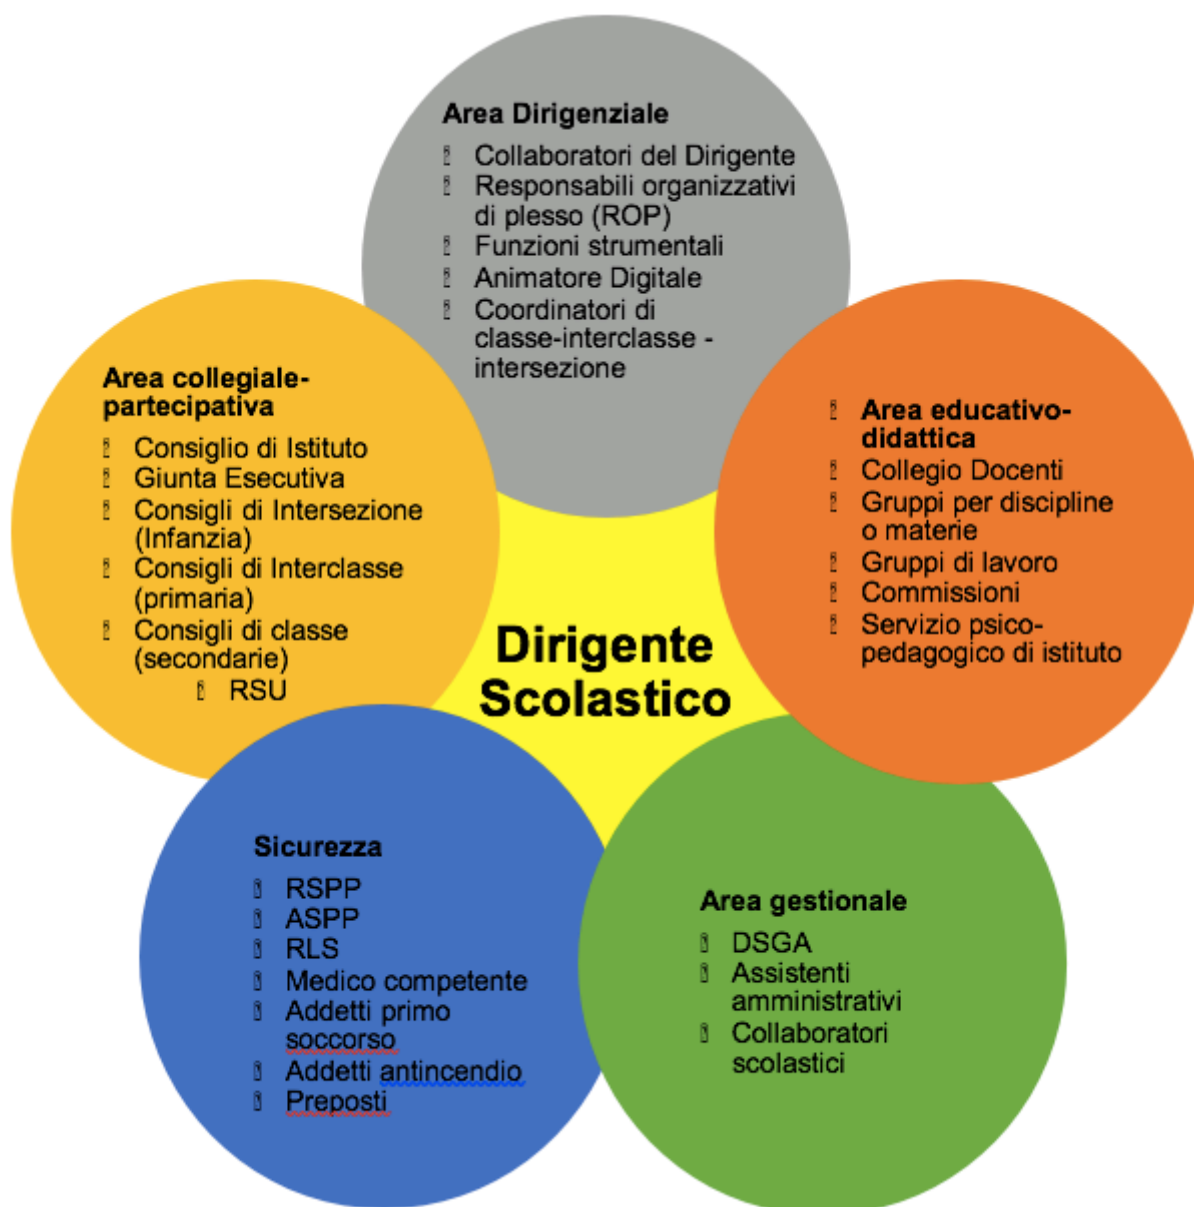 Area Dirigenziale
Collaboratori del Dirigente
Responsabili organizzativi
di plesso (ROP)
Funzioni strumentali
Animatore Digitale
Coordinatori di
classe-interclasse -
intersezione
Area collegiale-
partecipativa
Consiglio di Istituto
Giunta Esecutiva
Consigli di Intersezione
(Infanzia)
Consigli di Interclasse
(primaria)
Consigli di classe
(secondarie)
RSU
Area educativo-
didattica
Collegio Docenti
Gruppi per discipline
o materie
Gruppi di lavoro
Commissioni
Servizio psico-
pedagogico di istituto
Dirigente
Scolastico
Sicurezza
RSPP
ASPP
RLS
Medico competente
Addetti primo
soccorso
Addetti antincendio
Preposti
Area gestionale
DSGA
Assistenti
amministrativi
Collaboratori
scolastici